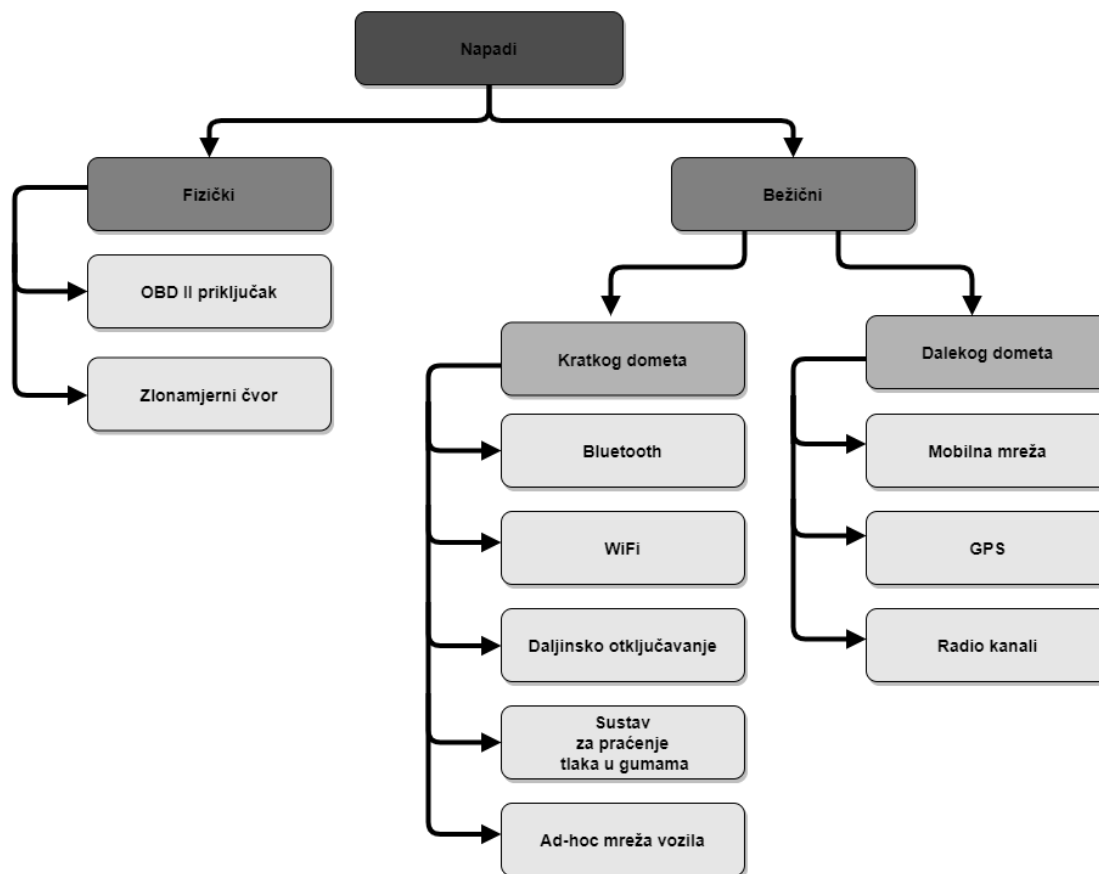 Napadi
Fizički
OBD II priključak
Zlonamjerni čvor
Bežični
Kratkog dometa
Bluetooth
WiFi
Daljinsko otključavanje
Sustav
za praćenje
tlaka u gumama
Ad-hoc mreža vozila
Dalekog dometa
Mobilna mreža
GPS
Radio kanali